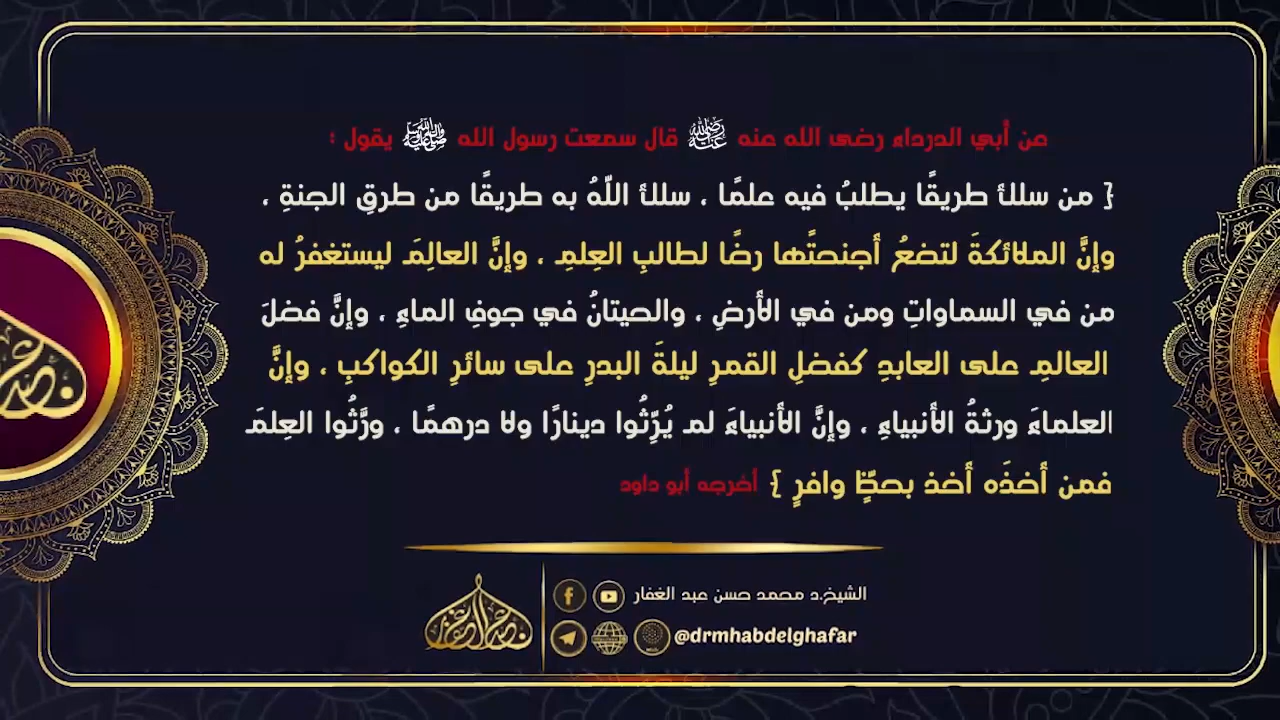 عن أبي الدرداء رضى الله عنه ﵁ قال سمعت رسول الله ﷺ يقول :
{ من سلك طريقًا يطلبُ فيه علمًا ، سلك اللّهُ به طريقًا من طرقِ الجنةِ ،
وإنَّ الملائكةَ لتضعُ أجنحتَها رضًا لطالبِ العِلمِ ، وإنَّ العالِمَ ليستغفرُ له
من في السماواتِ ومن في الأرضِ ، والحيتانُ في جوفِ الماءِ ، وإنَّ فضلَ
العالمِ على العابدِ كفضلِ القمرِ ليلةَ البدرِ على سائرِ الكواكبِ ، وإنَّ
العلماءَ ورثةُ الأنبياءِ ، وإنَّ الأنبياءَ لم يُرِّثُوا دينارًا ولا درهمًا ، ورَّثُوا العِلمَ
فمن أخذَه أخذ بحظٍّ وافرٍ } أخرجه أبو داود
الشيخ.د محمد حسن عبد الغفار
@drmhabdelghafar